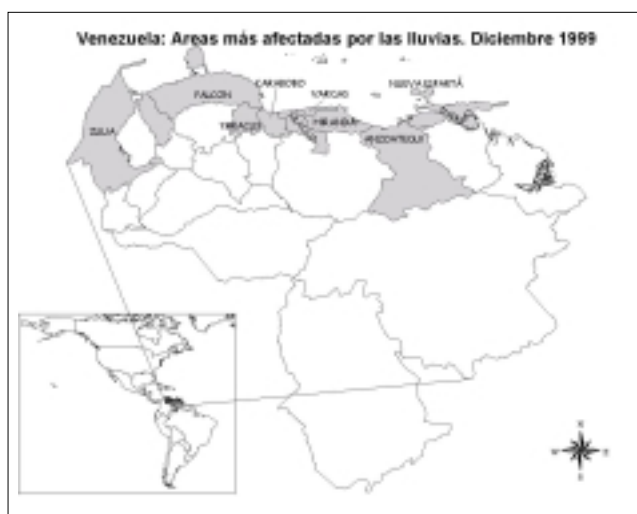 Venezuela: Areas más afectadas por las lluvias. Diciembre 1999
CARABOBO
VARGAS
NUEVA ESPARTA
FALCON
ZULIA
YARACUY
MIRANDA
ANZOATEGUI
N
W
E
S